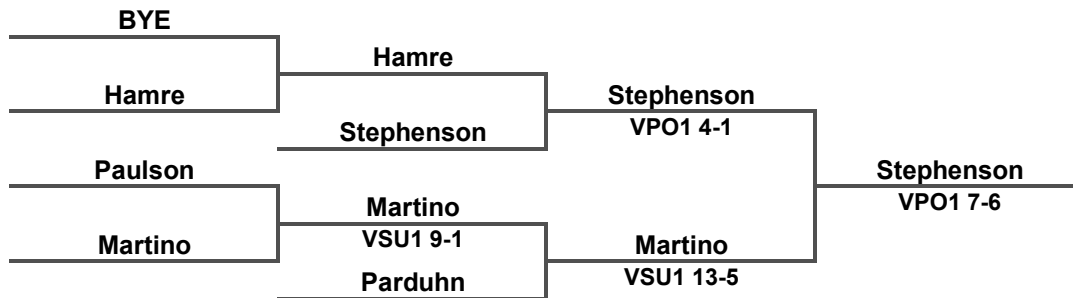 BYE
Hamre
Hamre
Stephenson
VPO1 4-1
Stephenson
Paulson
Stephenson
VPO1 7-6
Martino
VSU1 9-1
Martino
Martino
VSU1 13-5
Parduhn